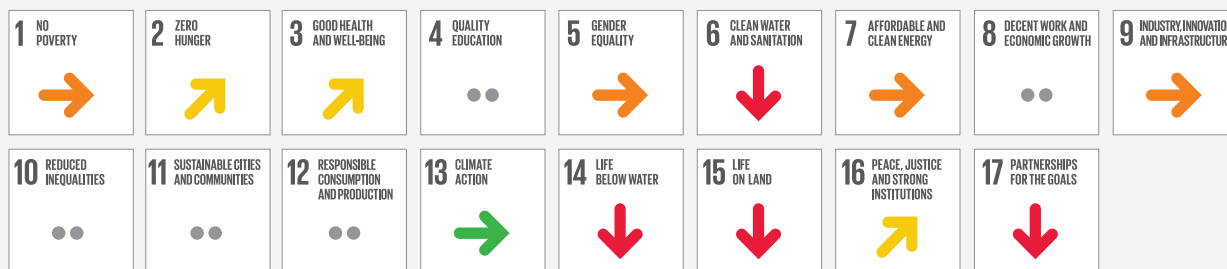 1 NO
POVERTY
2 ZERO
HUNGER
3 GOOD HEALTH
AND WELL-BEING
4 QUALITY
EDUCATION
5 GENDER
EQUALITY
6 CLEAN WATER
AND SANITATION
7 AFFORDABLE AND
CLEAN ENERGY
8 DECENT WORK AND
ECONOMIC GROWTH
9 INDUSTRY, INNOVATIO
AND INFRASTRUCTUR
10 REDUCED
INEQUALITIES
11 SUSTAINABLE CITIES
AND COMMUNITIES
12 RESPONSIBLE
CONSUMPTION
AND PRODUCTION
13 CLIMATE
ACTION
14 LIFE
BELOW WATER
15 LIFE
ON LAND
16 PEACE, JUSTICE
AND STRONG
INSTITUTIONS
17 PARTNERSHIPS
FOR THE GOALS